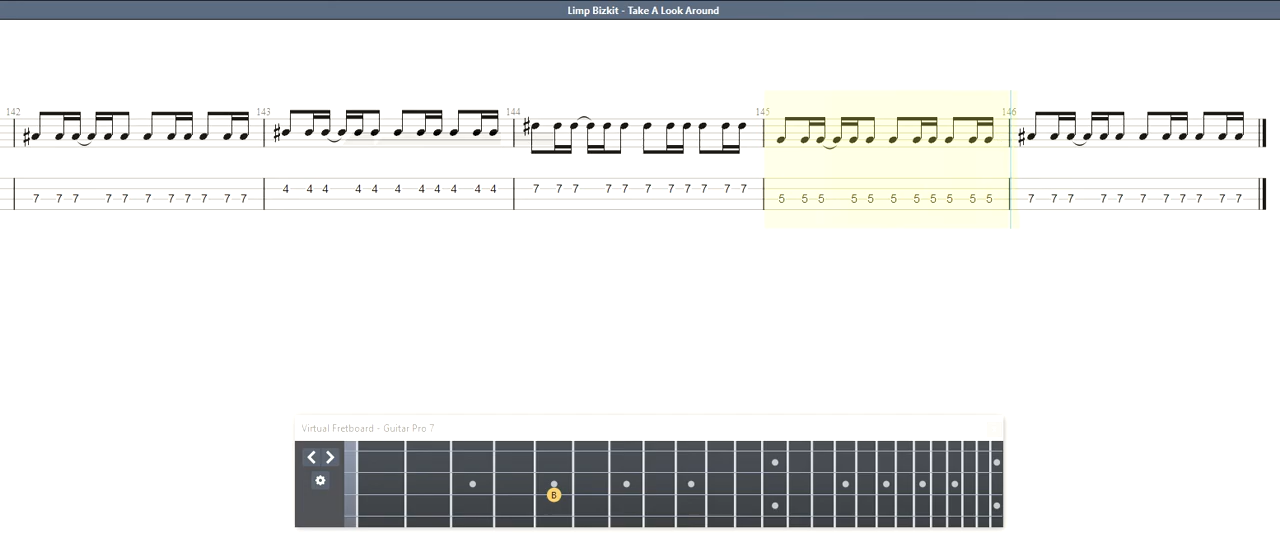 Limp Bizkit - Take A Look Around
142 143 144 145 146
4 4 4 4 4 4 4 4 4 4 4 7 7 7 7 7 7 7 7 7 7 7
7 7 7 7 7 7 7 7 7 7 7 5 5 5 5 5 5 5 5 5 5 5 7 7 7 7 7 7 7 7 7 7 7
Virtual Fretboard - Guitar Pro 7
B